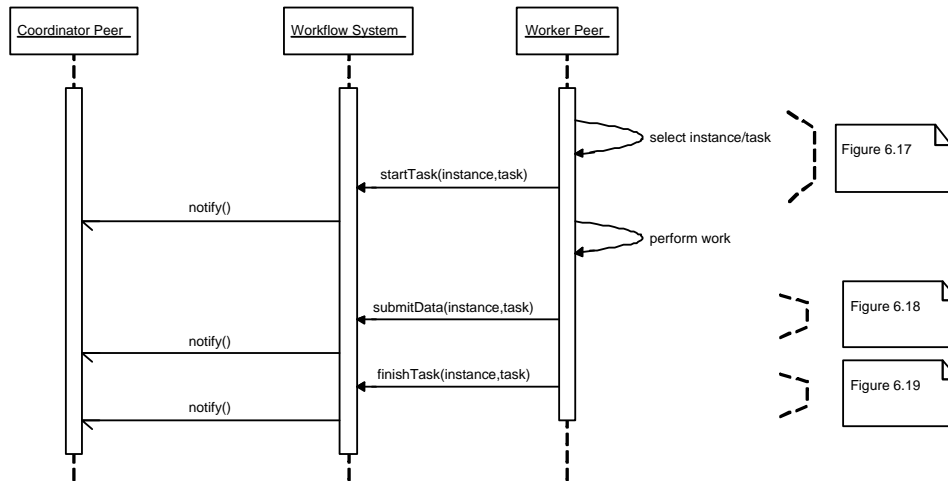 Coordinator Peer
Workflow System
Worker Peer
select instance/task
Figure 6.17
startTask(instance,task)
notify()
perform work
submitData(instance,task)
Figure 6.18
notify()
finishTask(instance,task)
Figure 6.19
notify()